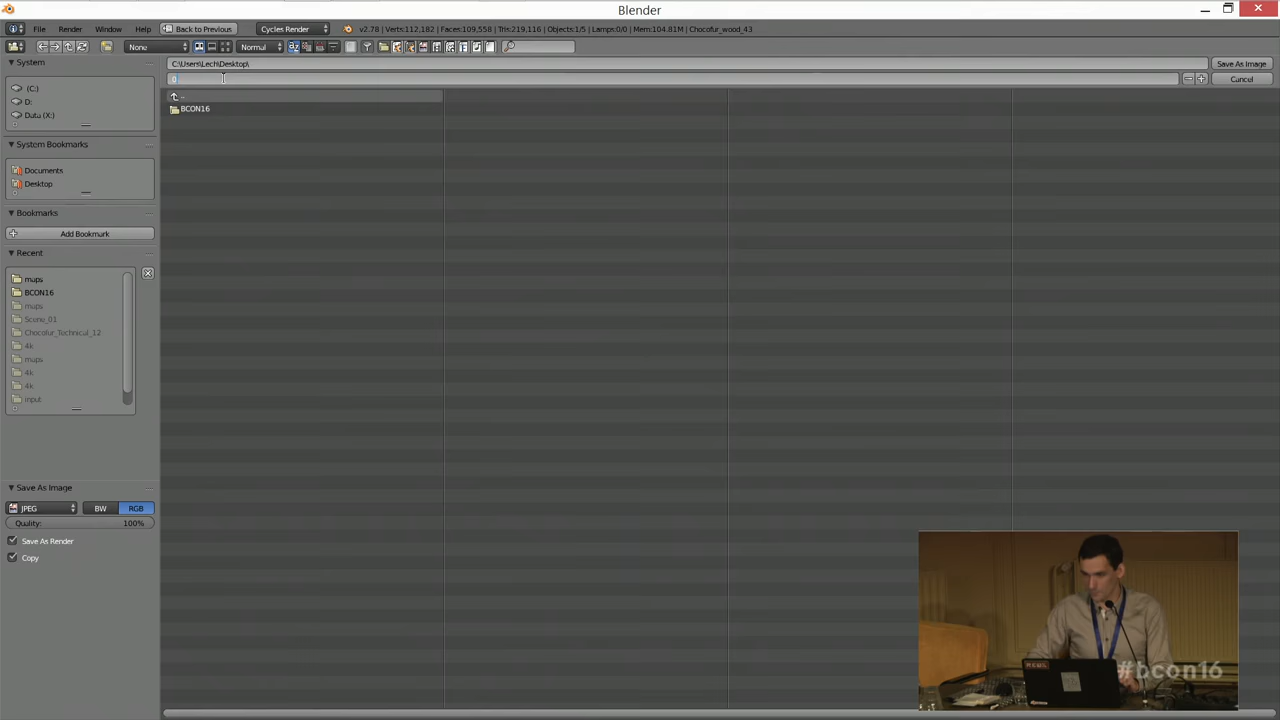 Blender
File Render Window Help Back to Previous Cycles Render v2.78 | Verts:112,182 | Faces:109,558 | Tris:219,116 | Objects:1/5 | Lamps:0/0 | Mem:104.81M | Chocofur_wood_43
None Normal
System
C:\Users\Lech\Desktop\ Save As Image
Cancel
(C:)
D:
Data (X:)
..
BCON16
System Bookmarks
Documents
Desktop
Bookmarks
Add Bookmark
Recent
maps
BCON16
maps
Scene_01
Chocofur_Technical_12
4k
maps
4k
4k
input
Save As Image
JPEG BW RGB
Quality: 100%
Save As Render
Copy
#bcon16